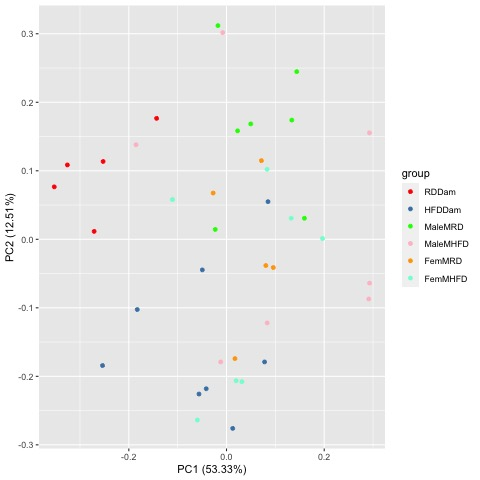 0.3
0.2
0.1
0.0
-0.1
-0.2
-0.3
PC2 (12.51%)
-0.2
0.0
0.2
PC1 (53.33%)
group
RDDam
HFDDam
MaleMRD
MaleMHFD
FemMRD
FemMHFD